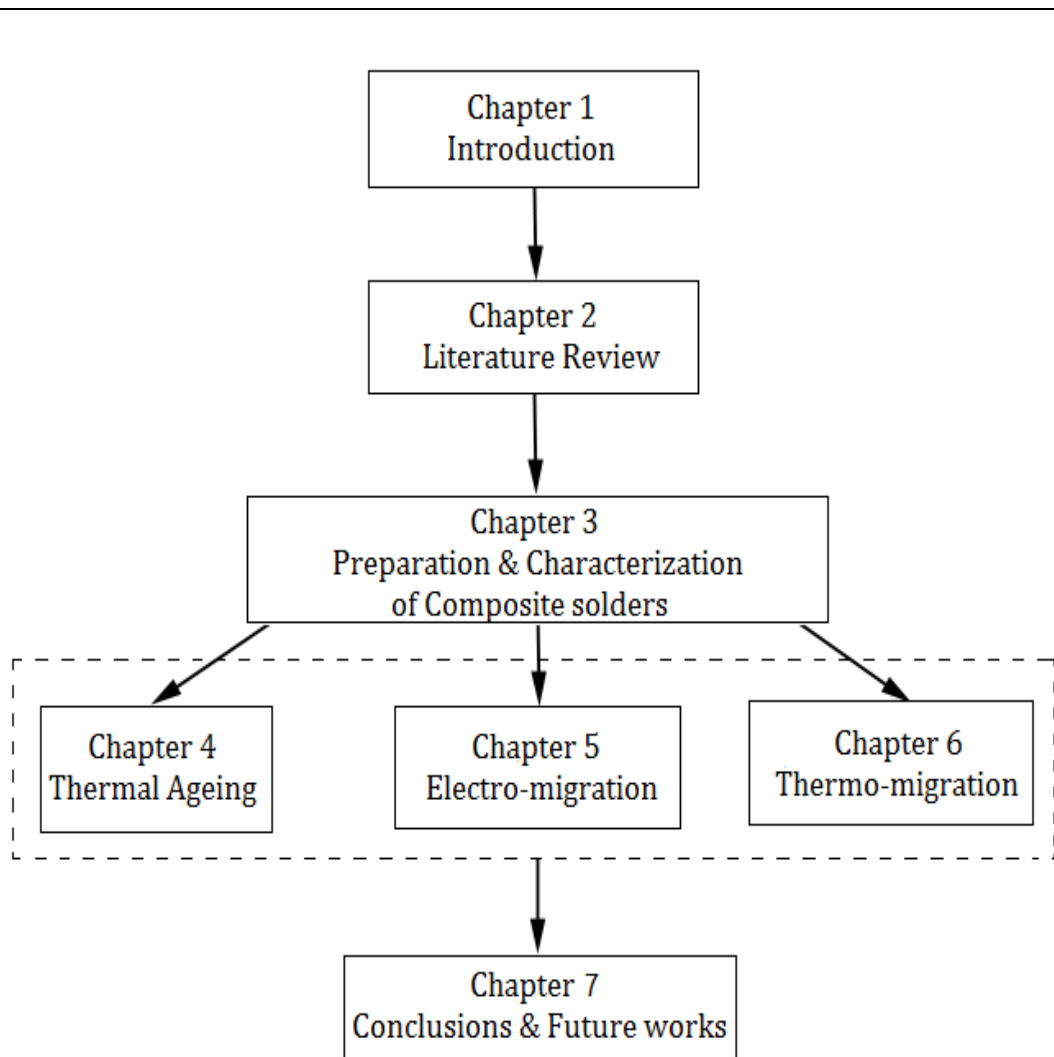 Chapter 1
Introduction
Chapter 2
Literature Review
Chapter 3
Preparation & Characterization
of Composite solders
Chapter 4
Thermal Ageing
Chapter 5
Electro-migration
Chapter 6
Thermo-migration
Chapter 7
Conclusions & Future works